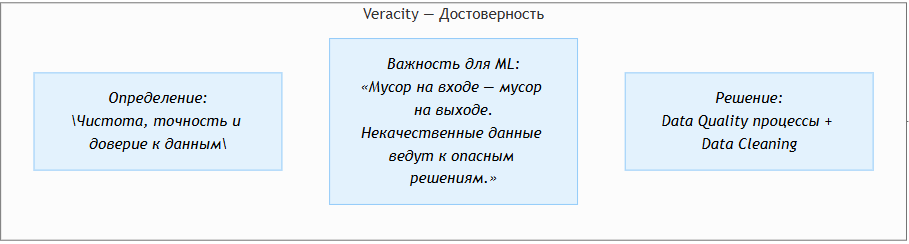 Veracity — Достоверность
Определение:
\Чистота, точность и
доверие к данным\
Важность для ML:
«Мусор на входе — мусор
на выходе.
Некачественные данные
ведут к опасным
решениям.»
Решение:
Data Quality процессы +
Data Cleaning